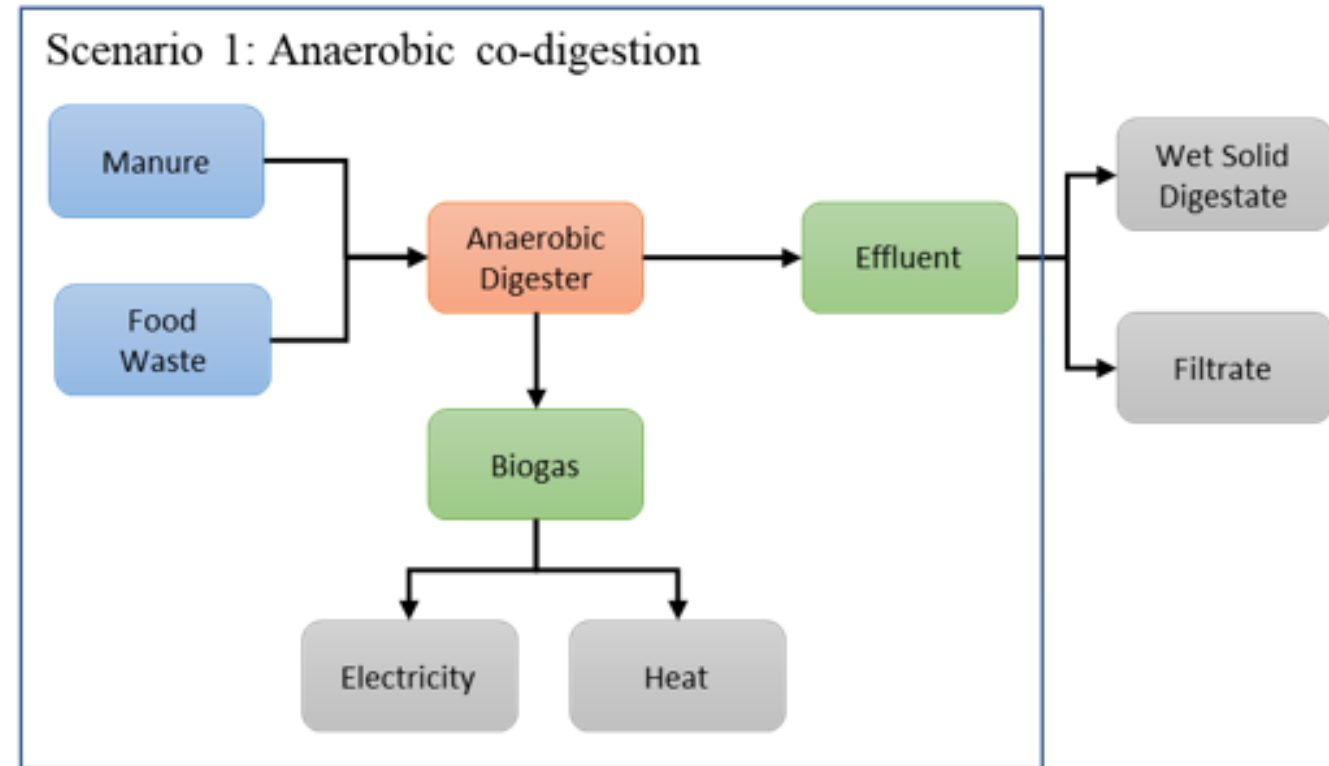 Scenario 1: Anaerobic co-digestion
Manure
Food
Waste
Anaerobic
Digester
Effluent
Wet Solid
Digestate
Filtrate
Biogas
Electricity
Heat